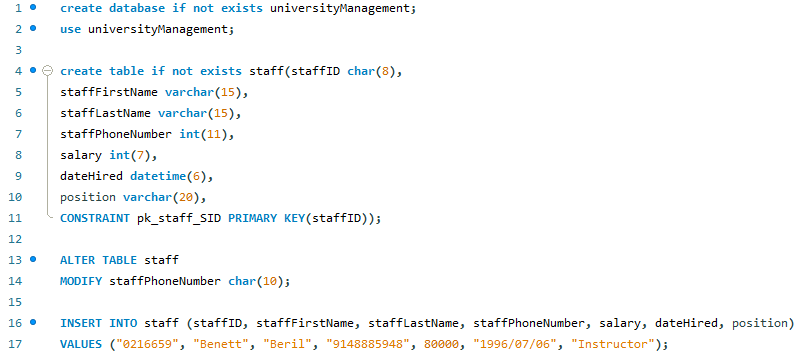 1 create database if not exists universityManagement;
2 use universityManagement;
3
4 create table if not exists staff(staffID char(8),
5 staffFirstName varchar(15),
6 staffLastName varchar(15),
7 staffPhoneNumber int(11),
8 salary int(7),
9 dateHired datetime(6),
10 position varchar(20),
11 CONSTRAINT pk_staff_SID PRIMARY KEY(staffID));
12
13 ALTER TABLE staff
14 MODIFY staffPhoneNumber char(10);
15
16 INSERT INTO staff (staffID, staffFirstName, staffLastName, staffPhoneNumber, salary, dateHired, position)
17 VALUES ("0216659", "Benett", "Beril", "9148885948", 80000, "1996/07/06", "Instructor");